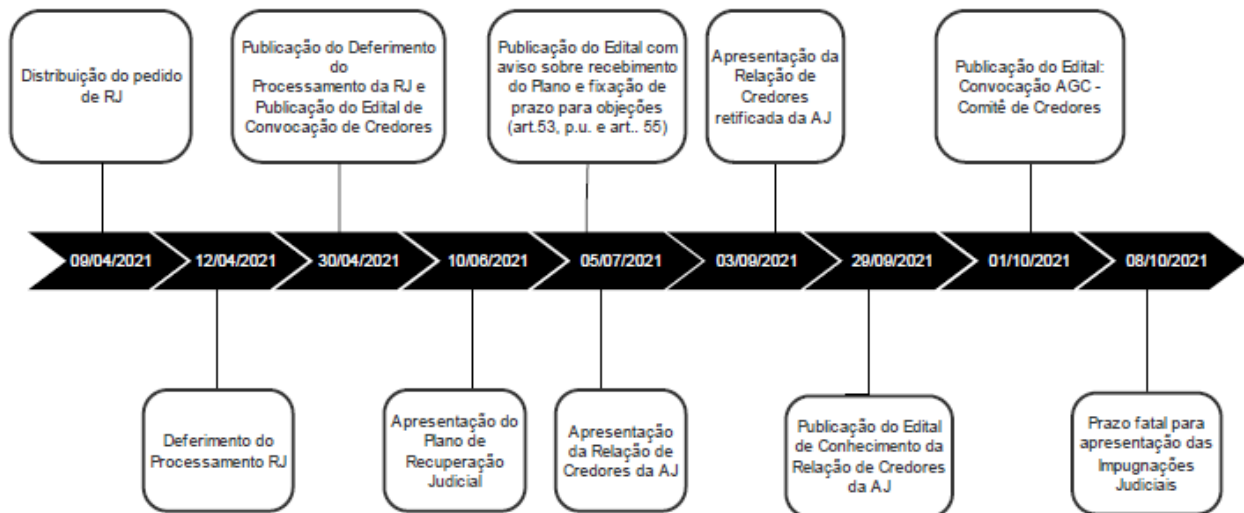 Distribuição do pedido
de RJ
Publicação do Deferimento
do
Processamento da RJ e
Publicação do Edital de
Convocação de Credores
Publicação do Edital com
aviso sobre recebimento
do Plano e fixação de
prazo para objeções
(art.53, p.u. e art.. 55)
Apresentação da
Relação de
Credores
retificada da AJ
Publicação do Edital:
Convocação AGC -
Comitê de Credores
09/04/2021
12/04/2021
30/04/2021
10/06/2021
05/07/2021
03/09/2021
29/09/2021
01/10/2021
08/10/2021
Deferimento do
Processamento RJ
Apresentação do
Plano de
Recuperação
Judicial
Apresentação
da Relação de
Credores da AJ
Publicação do Edital
de Conhecimento da
Relação de Credores
da AJ
Prazo fatal para
apresentação das
Impugnações
Judiciais